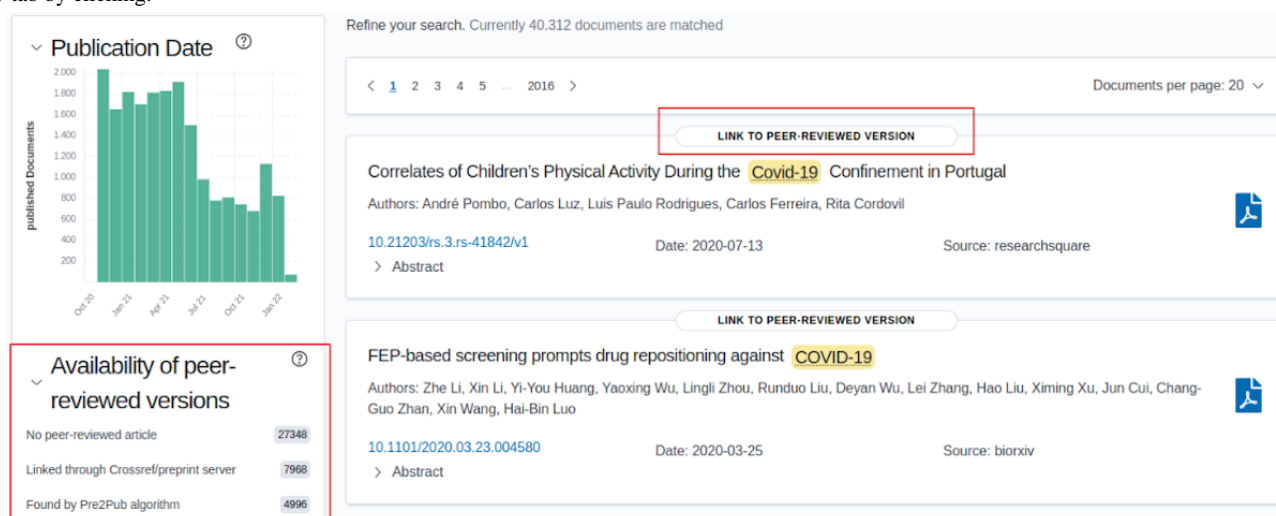 tab by clicking.
Publication Date ?
published Documents
2.000
1.800
1.600
1.400
1.200
1.000
800
600
400
200
Oct 20
Jan 21
Apr 21
Jul 21
Oct 21
Jan 22
Availability of peer-
reviewed versions ?
No peer-reviewed article 27348
Linked through Crossref/preprint server 7968
Found by Pre2Pub algorithm 4996
Refine your search. Currently 40.312 documents are matched
< 1 2 3 4 5 ... 2016 > Documents per page: 20
LINK TO PEER-REVIEWED VERSION
Correlates of Children's Physical Activity During the Covid-19 Confinement in Portugal
Authors: André Pombo, Carlos Luz, Luis Paulo Rodrigues, Carlos Ferreira, Rita Cordovil
10.21203/rs.3.rs-41842/v1 Date: 2020-07-13 Source: researchsquare
> Abstract
LINK TO PEER-REVIEWED VERSION
FEP-based screening prompts drug repositioning against COVID-19
Authors: Zhe Li, Xin Li, Yi-You Huang, Yaoxing Wu, Lingli Zhou, Runduo Liu, Deyan Wu, Lei Zhang, Hao Liu, Ximing Xu, Jun Cui, Chang-
Guo Zhan, Xin Wang, Hai-Bin Luo
10.1101/2020.03.23.004580 Date: 2020-03-25 Source: biorxiv
> Abstract